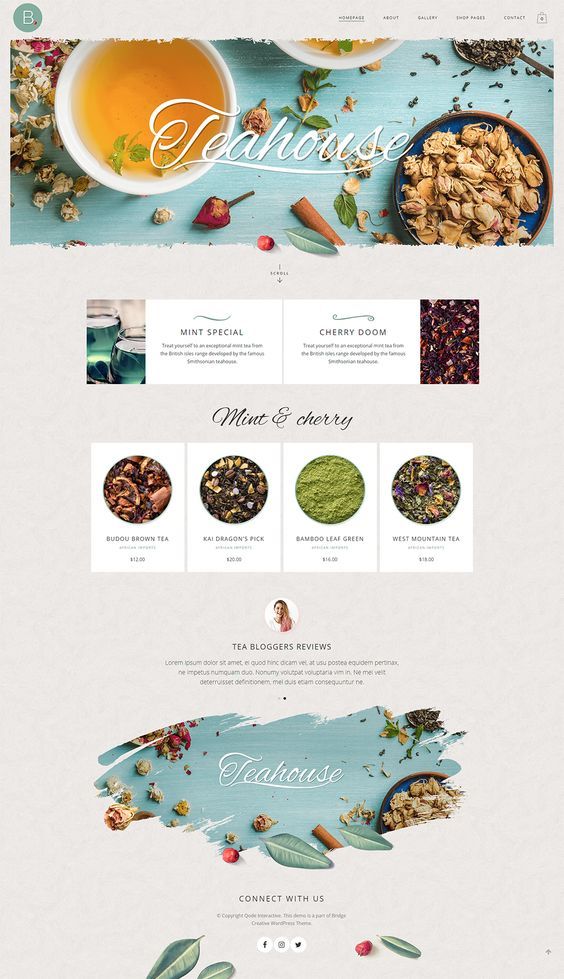 B.
HOMEPAGE ABOUT GALLERY SHOP PAGES CONTACT 0
Teahouse
SCROLL
MINT SPECIAL
Treat yourself to an exceptional mint tea from
the British isles range developed by the famous
Smithsonian teahouse.
CHERRY DOOM
Treat yourself to an exceptional mint tea from
the British isles range developed by the famous
Smithsonian teahouse.
Mint & cherry
BUDOU BROWN TEA
AFRICAN IMPORTS
$12.00
KAI DRAGON'S PICK
AFRICAN IMPORTS
$20.00
BAMBOO LEAF GREEN
AFRICAN IMPORTS
$16.00
WEST MOUNTAIN TEA
AFRICAN IMPORTS
$18.00
TEA BLOGGERS REVIEWS
Lorem ipsum dolor sit amet, ei quod hinc dicam vel, at usu postea equidem pertinax,
ne impetus numquam duo. Nonumy volutpat voluptaria vim in. Ne mei velit
deterruisset definitionem, mei diam consequuntur ne.
Teahouse
CONNECT WITH US
© Copyright Qode Interactive. This demo is a part of Bridge
Creative WordPress Theme.